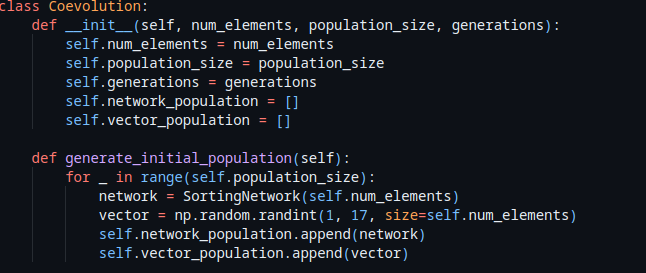 class Coevolution:
    def __init__(self, num_elements, population_size, generations):
        self.num_elements = num_elements
        self.population_size = population_size
        self.generations = generations
        self.network_population = []
        self.vector_population = []

    def generate_initial_population(self):
        for _ in range(self.population_size):
            network = SortingNetwork(self.num_elements)
            vector = np.random.randint(1, 17, size=self.num_elements)
            self.network_population.append(network)
            self.vector_population.append(vector)